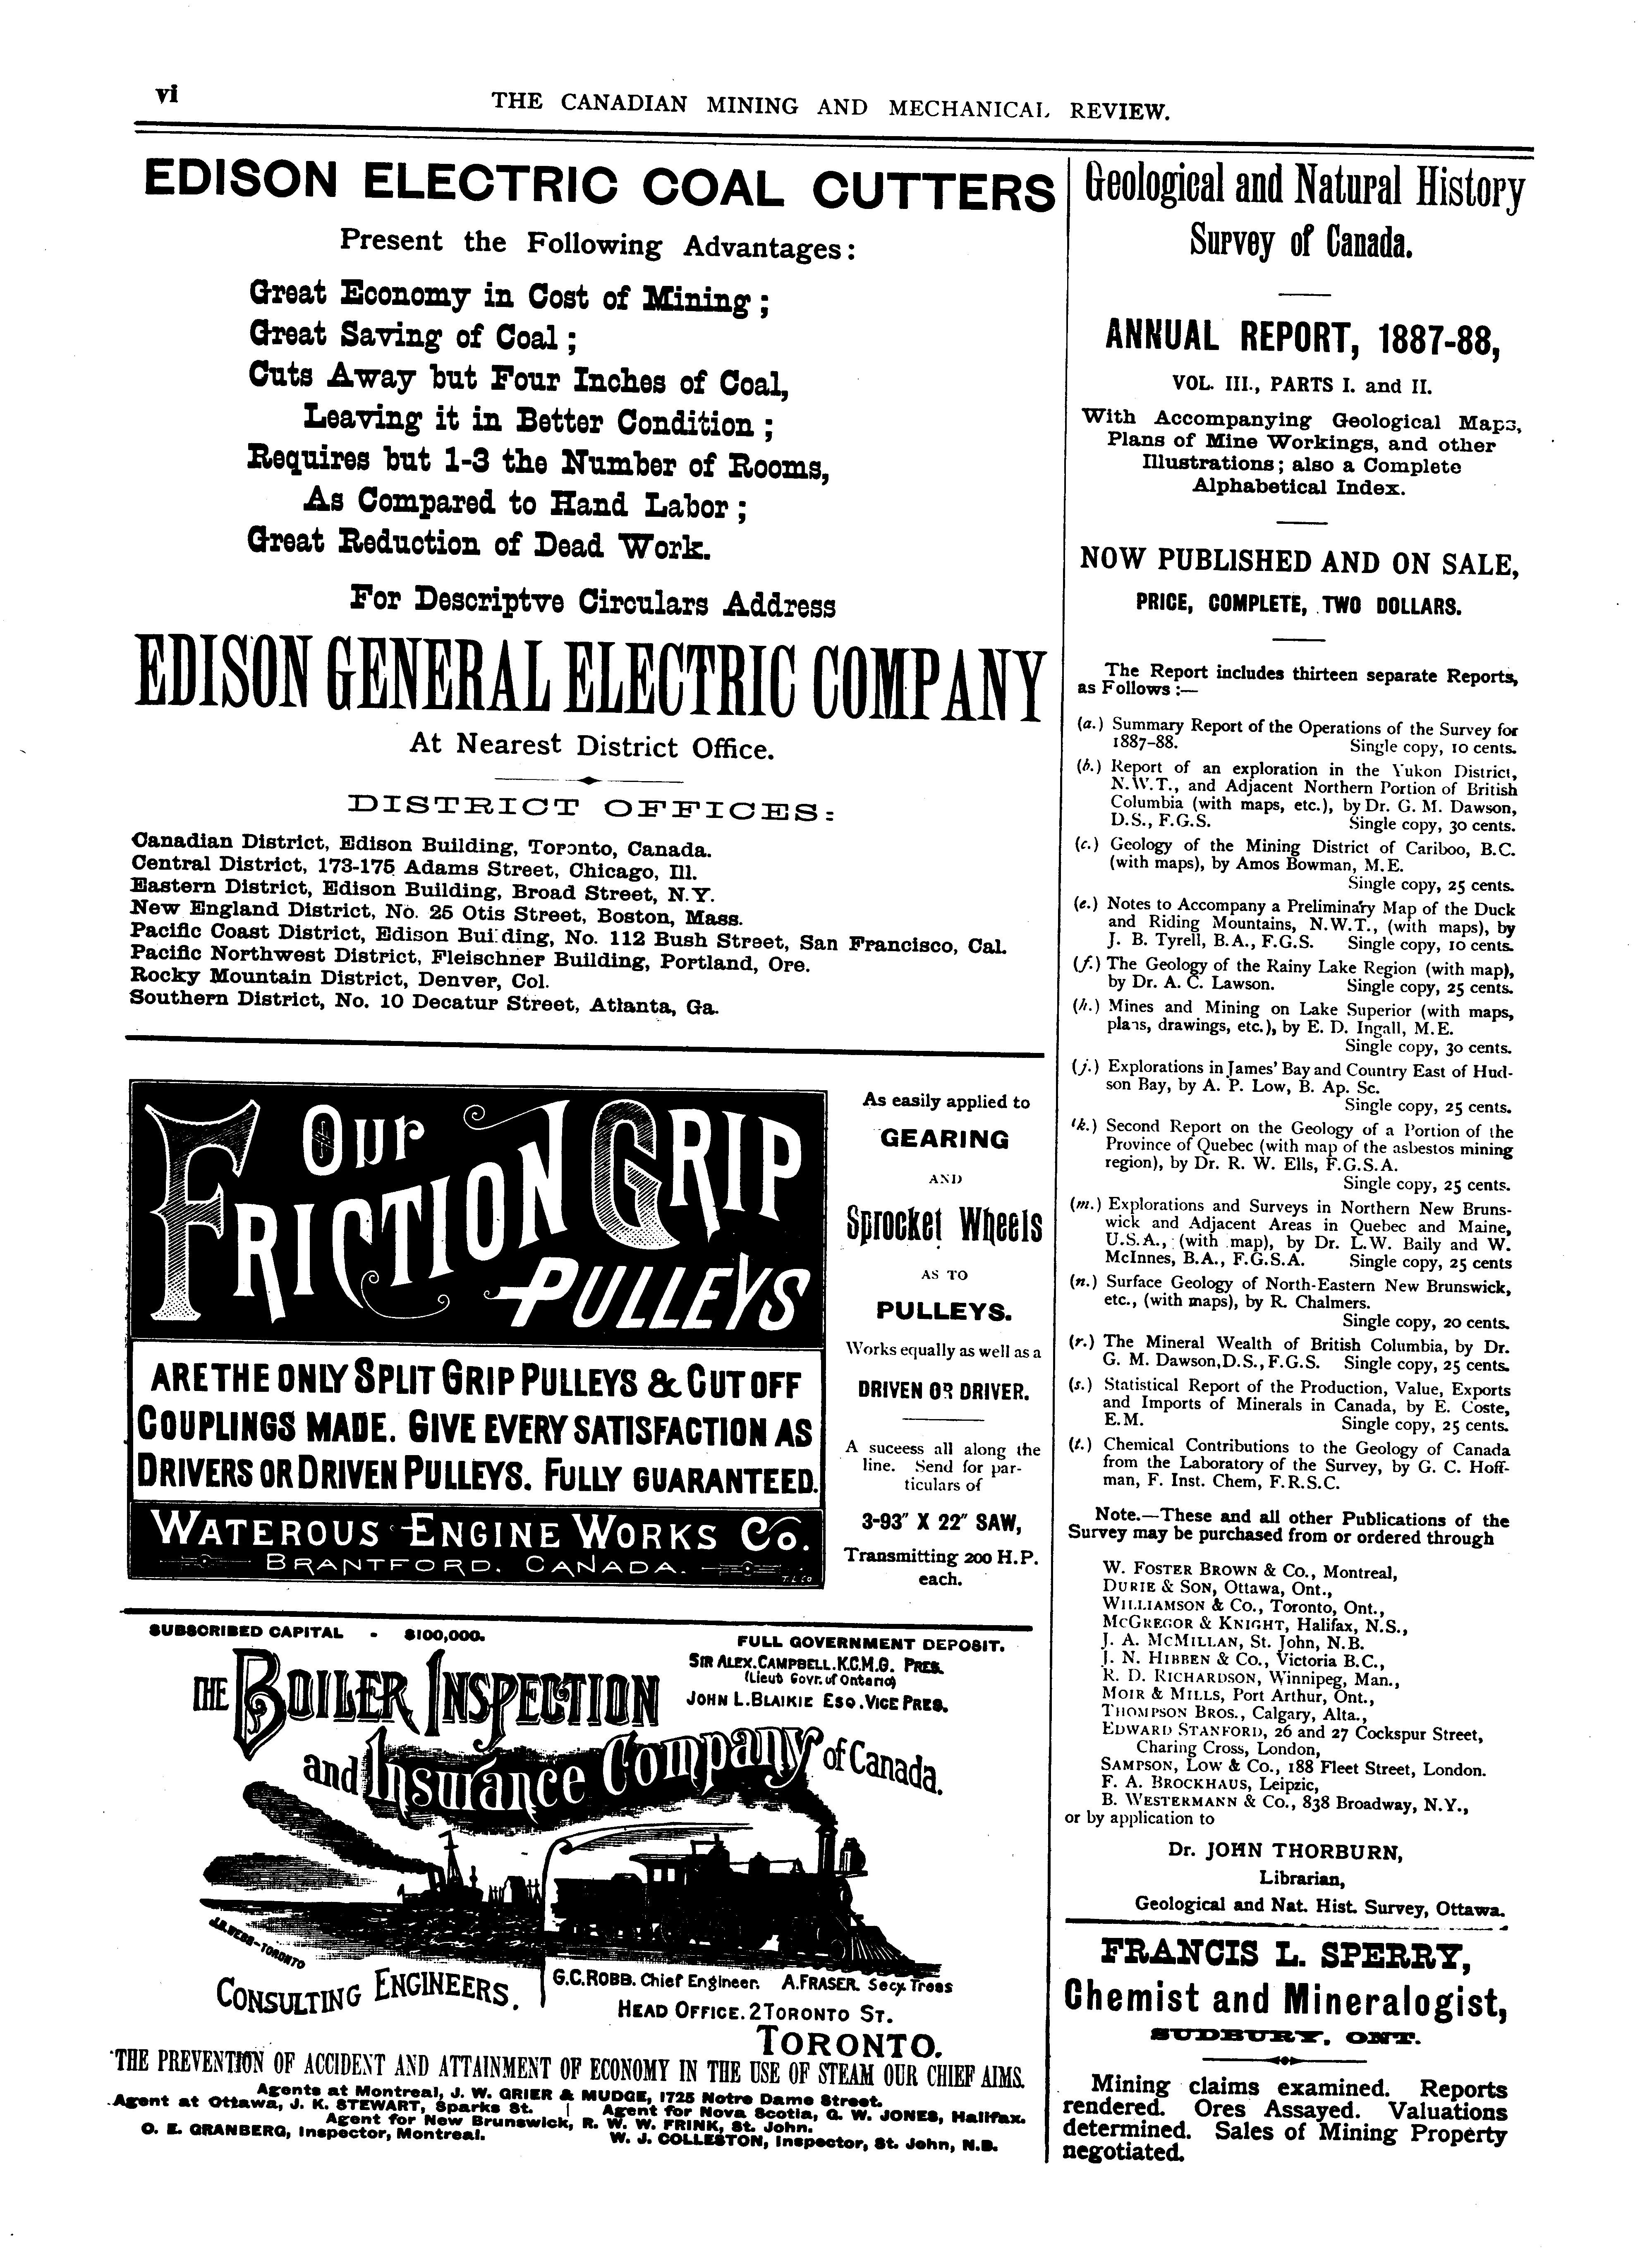 vi
THE CANADIAN MINING AND MECHANICAL REVIEW.
EDISON ELECTRIC COAL CUTTERS
Present the Following Advantages:
Great Economy in Cost of Mining;
Great Saving of Coal;
Cuts Away but Four Inches of Coal,
Leaving it in Better Condition;
Requires but 1-3 the Number of Rooms,
As Compared to Hand Labor;
Great Reduction of Dead Work.
For Descriptve Circulars Address
EDISON GENERAL ELECTRIC COMPANY
At Nearest District Office.
DISTRICT OFFICES:
Canadian District, Edison Building, Toronto, Canada.
Central District, 173-175 Adams Street, Chicago, Ill.
Eastern District, Edison Building, Broad Street, N.Y.
New England District, No. 25 Otis Street, Boston, Mass.
Pacific Coast District, Edison Building, No. 112 Bush Street, San Francisco, Cal.
Pacific Northwest District, Fleischner Building, Portland, Ore.
Rocky Mountain District, Denver, Col.
Southern District, No. 10 Decatur Street, Atlanta, Ga.
OUR
FRICTION GRIP
PULLEYS
ARE THE ONLY SPLIT GRIP PULLEYS & CUT OFF
COUPLINGS MADE. GIVE EVERY SATISFACTION AS
DRIVERS OR DRIVEN PULLEYS. FULLY GUARANTEED.
WATEROUS ENGINE WORKS CO.
BRANTFORD. CANADA.
T. L. CO
As easily applied to
GEARING
AND
Sprocket Wheels
AS TO
PULLEYS.
Works equally as well as a
DRIVEN OR DRIVER.
A suceess all along the
line. Send for par-
ticulars of
3-93" X 22" SAW,
Transmitting 200 H.P.
each.
SUBSCRIBED CAPITAL - $100,000.
FULL GOVERNMENT DEPOSIT.
SIR ALEX. CAMPBELL. K.C.M.G. PRES.
(Lieut Govr. of Ontario)
JOHN L. BLAIKIE ESQ. VICE PRES.
THE BOILER INSPECTION
and Insurance Company of Canada.
J.R. WEBB-TORONTO
CONSULTING ENGINEERS.
G.C. ROBB. Chief Engineer. A. FRASER. Secy. Treas
HEAD OFFICE. 2 TORONTO ST.
TORONTO.
THE PREVENTION OF ACCIDENT AND ATTAINMENT OF ECONOMY IN THE USE OF STEAM OUR CHIEF AIMS.
Agents at Montreal, J. W. GRIER & MUDGE, 1725 Notre Dame Street.
Agent at Ottawa, J. K. STEWART, Sparks St. | Agent for Nova Scotia, G. W. JONES, Halifax.
Agent for New Brunswick, R. W. W. FRINK, St. John.
O. E. GRANBERG, Inspector, Montreal. W. J. COLLESTON, Inspector, St. John, N.B.
Geological and Natural History
Survey of Canada.
ANNUAL REPORT, 1887-88,
VOL. III., PARTS I. and II.
With Accompanying Geological Maps,
Plans of Mine Workings, and other
Illustrations; also a Complete
Alphabetical Index.
NOW PUBLISHED AND ON SALE,
PRICE, COMPLETE, TWO DOLLARS.
The Report includes thirteen separate Reports,
as Follows:—
(a.) Summary Report of the Operations of the Survey for
1887-88. Single copy, 10 cents.
(b.) Report of an exploration in the Yukon District,
N.W.T., and Adjacent Northern Portion of British
Columbia (with maps, etc.), by Dr. G. M. Dawson,
D.S., F.G.S. Single copy, 30 cents.
(c.) Geology of the Mining District of Cariboo, B.C.
(with maps), by Amos Bowman, M.E.
Single copy, 25 cents.
(e.) Notes to Accompany a Preliminary Map of the Duck
and Riding Mountains, N.W.T., (with maps), by
J. B. Tyrell, B.A., F.G.S. Single copy, 10 cents.
(f.) The Geology of the Rainy Lake Region (with map),
by Dr. A. C. Lawson. Single copy, 25 cents.
(h.) Mines and Mining on Lake Superior (with maps,
plans, drawings, etc.), by E. D. Ingall, M.E.
Single copy, 30 cents.
(j.) Explorations in James' Bay and Country East of Hud-
son Bay, by A. P. Low, B. Ap. Sc.
Single copy, 25 cents.
(k.) Second Report on the Geology of a Portion of the
Province of Quebec (with map of the asbestos mining
region), by Dr. R. W. Ells, F.G.S.A.
Single copy, 25 cents.
(m.) Explorations and Surveys in Northern New Bruns-
wick and Adjacent Areas in Quebec and Maine,
U.S.A., (with map), by Dr. L.W. Baily and W.
McInnes, B.A., F.G.S.A. Single copy, 25 cents
(n.) Surface Geology of North-Eastern New Brunswick,
etc., (with maps), by R. Chalmers.
Single copy, 20 cents.
(r.) The Mineral Wealth of British Columbia, by Dr.
G. M. Dawson, D.S., F.G.S. Single copy, 25 cents.
(s.) Statistical Report of the Production, Value, Exports
and Imports of Minerals in Canada, by E. Coste,
E.M. Single copy, 25 cents.
(t.) Chemical Contributions to the Geology of Canada
from the Laboratory of the Survey, by G. C. Hoff-
man, F. Inst. Chem, F.R.S.C.
Note.—These and all other Publications of the
Survey may be purchased from or ordered through
W. FOSTER BROWN & Co., Montreal,
DURIE & SON, Ottawa, Ont.,
WILLIAMSON & Co., Toronto, Ont.,
MCGREGOR & KNIGHT, Halifax, N.S.,
J. A. MCMILLAN, St. John, N.B.
J. N. HIBBEN & Co., Victoria B.C.,
R. D. RICHARDSON, Winnipeg, Man.,
MOIR & MILLS, Port Arthur, Ont.,
THOMPSON BROS., Calgary, Alta.,
EDWARD STANFORD, 26 and 27 Cockspur Street,
Charing Cross, London,
SAMPSON, LOW & Co., 188 Fleet Street, London.
F. A. BROCKHAUS, Leipzic,
B. WESTERMANN & Co., 838 Broadway, N.Y.,
or by application to
Dr. JOHN THORBURN,
Librarian,
Geological and Nat. Hist. Survey, Ottawa.
FRANCIS L. SPERRY,
Chemist and Mineralogist,
SUDBURY, ONT.
Mining claims examined. Reports
rendered. Ores Assayed. Valuations
determined. Sales of Mining Property
negotiated.